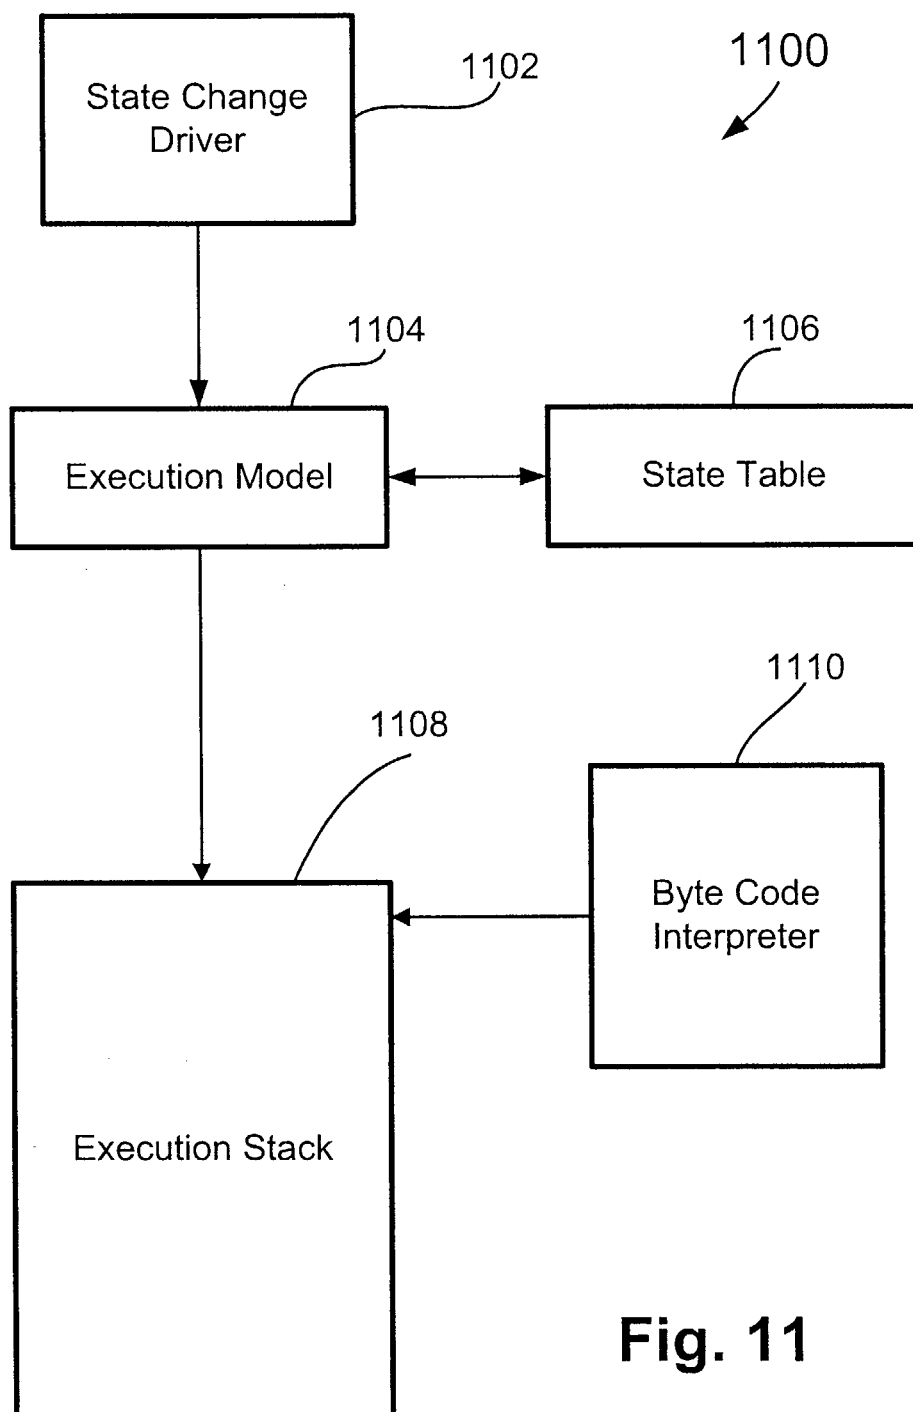 1100
1102
State Change
Driver
1104
1106
Execution Model
State Table
1110
1108
Byte Code
Interpreter
Execution Stack
Fig. 11